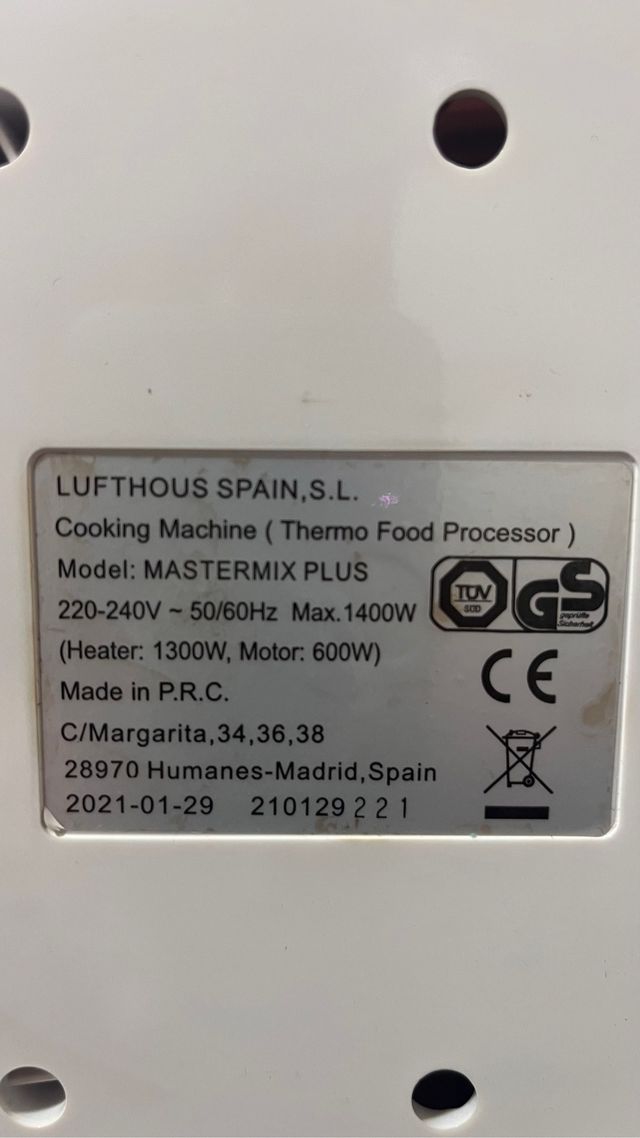 LUFTHOUS SPAIN,S.L.
Cooking Machine ( Thermo Food Processor )
Model: MASTERMIX PLUS
220-240V ~ 50/60Hz Max.1400W
(Heater: 1300W, Motor: 600W)
Made in P.R.C.
C/Margarita,34,36,38
28970 Humanes-Madrid,Spain
2021-01-29 210129221
TÜV
SÜD
GS
geprüfte
Sicherheit
CE